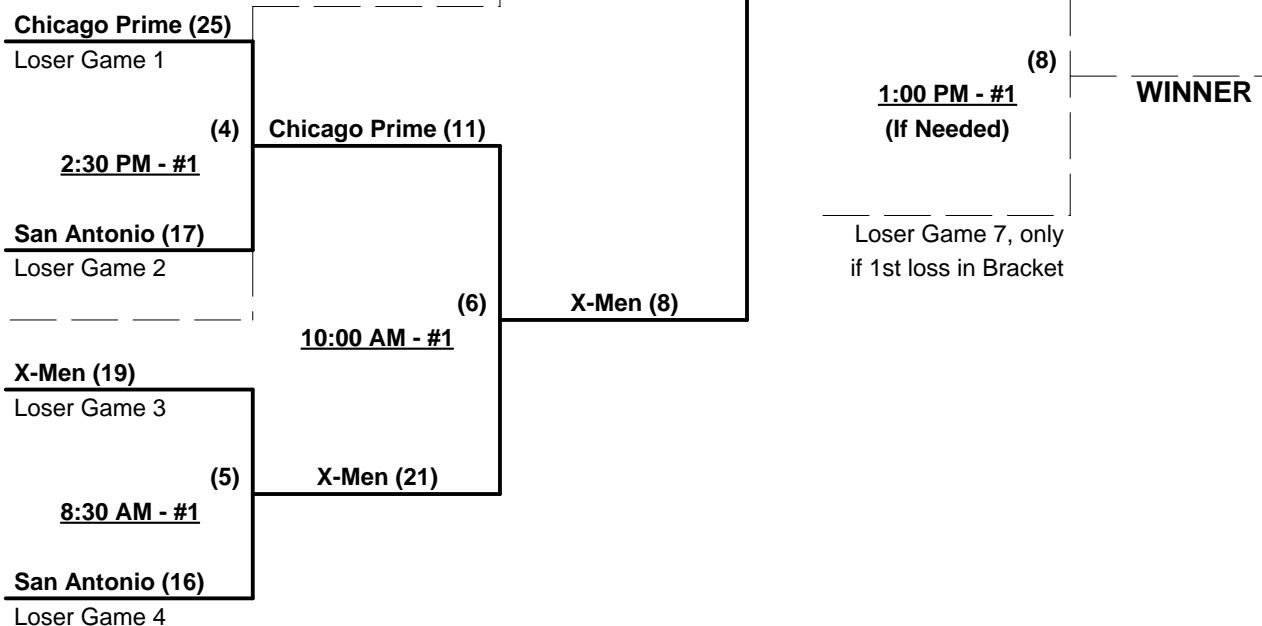 Chicago Prime (25)
Loser Game 1
(8)
1:00 PM - #1
WINNER
(4)
Chicago Prime (11)
(If Needed)
2:30 PM - #1
San Antonio (17)
Loser Game 2
Loser Game 7, only
if 1st loss in Bracket
(6)
X-Men (8)
10:00 AM - #1
X-Men (19)
Loser Game 3
(5)
X-Men (21)
8:30 AM - #1
San Antonio (16)
Loser Game 4